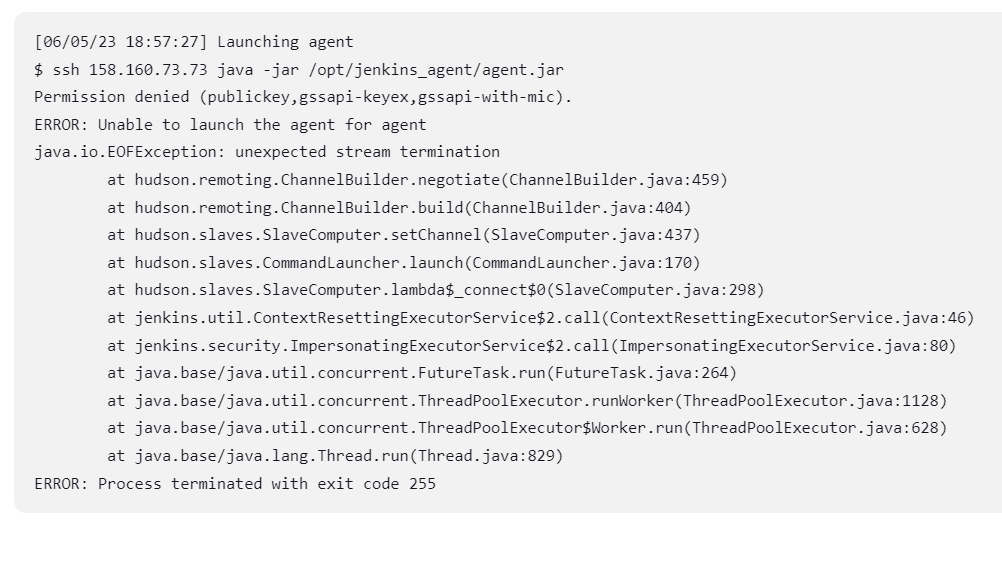 [06/05/23 18:57:27] Launching agent
$ ssh 158.160.73.73 java -jar /opt/jenkins_agent/agent.jar
Permission denied (publickey,gssapi-keyex,gssapi-with-mic).
ERROR: Unable to launch the agent for agent
java.io.EOFException: unexpected stream termination
        at hudson.remoting.ChannelBuilder.negotiate(ChannelBuilder.java:459)
        at hudson.remoting.ChannelBuilder.build(ChannelBuilder.java:404)
        at hudson.slaves.SlaveComputer.setChannel(SlaveComputer.java:437)
        at hudson.slaves.CommandLauncher.launch(CommandLauncher.java:170)
        at hudson.slaves.SlaveComputer.lambda$_connect$0(SlaveComputer.java:298)
        at jenkins.util.ContextResettingExecutorService$2.call(ContextResettingExecutorService.java:46)
        at jenkins.security.ImpersonatingExecutorService$2.call(ImpersonatingExecutorService.java:80)
        at java.base/java.util.concurrent.FutureTask.run(FutureTask.java:264)
        at java.base/java.util.concurrent.ThreadPoolExecutor.runWorker(ThreadPoolExecutor.java:1128)
        at java.base/java.util.concurrent.ThreadPoolExecutor$Worker.run(ThreadPoolExecutor.java:628)
        at java.base/java.lang.Thread.run(Thread.java:829)
ERROR: Process terminated with exit code 255